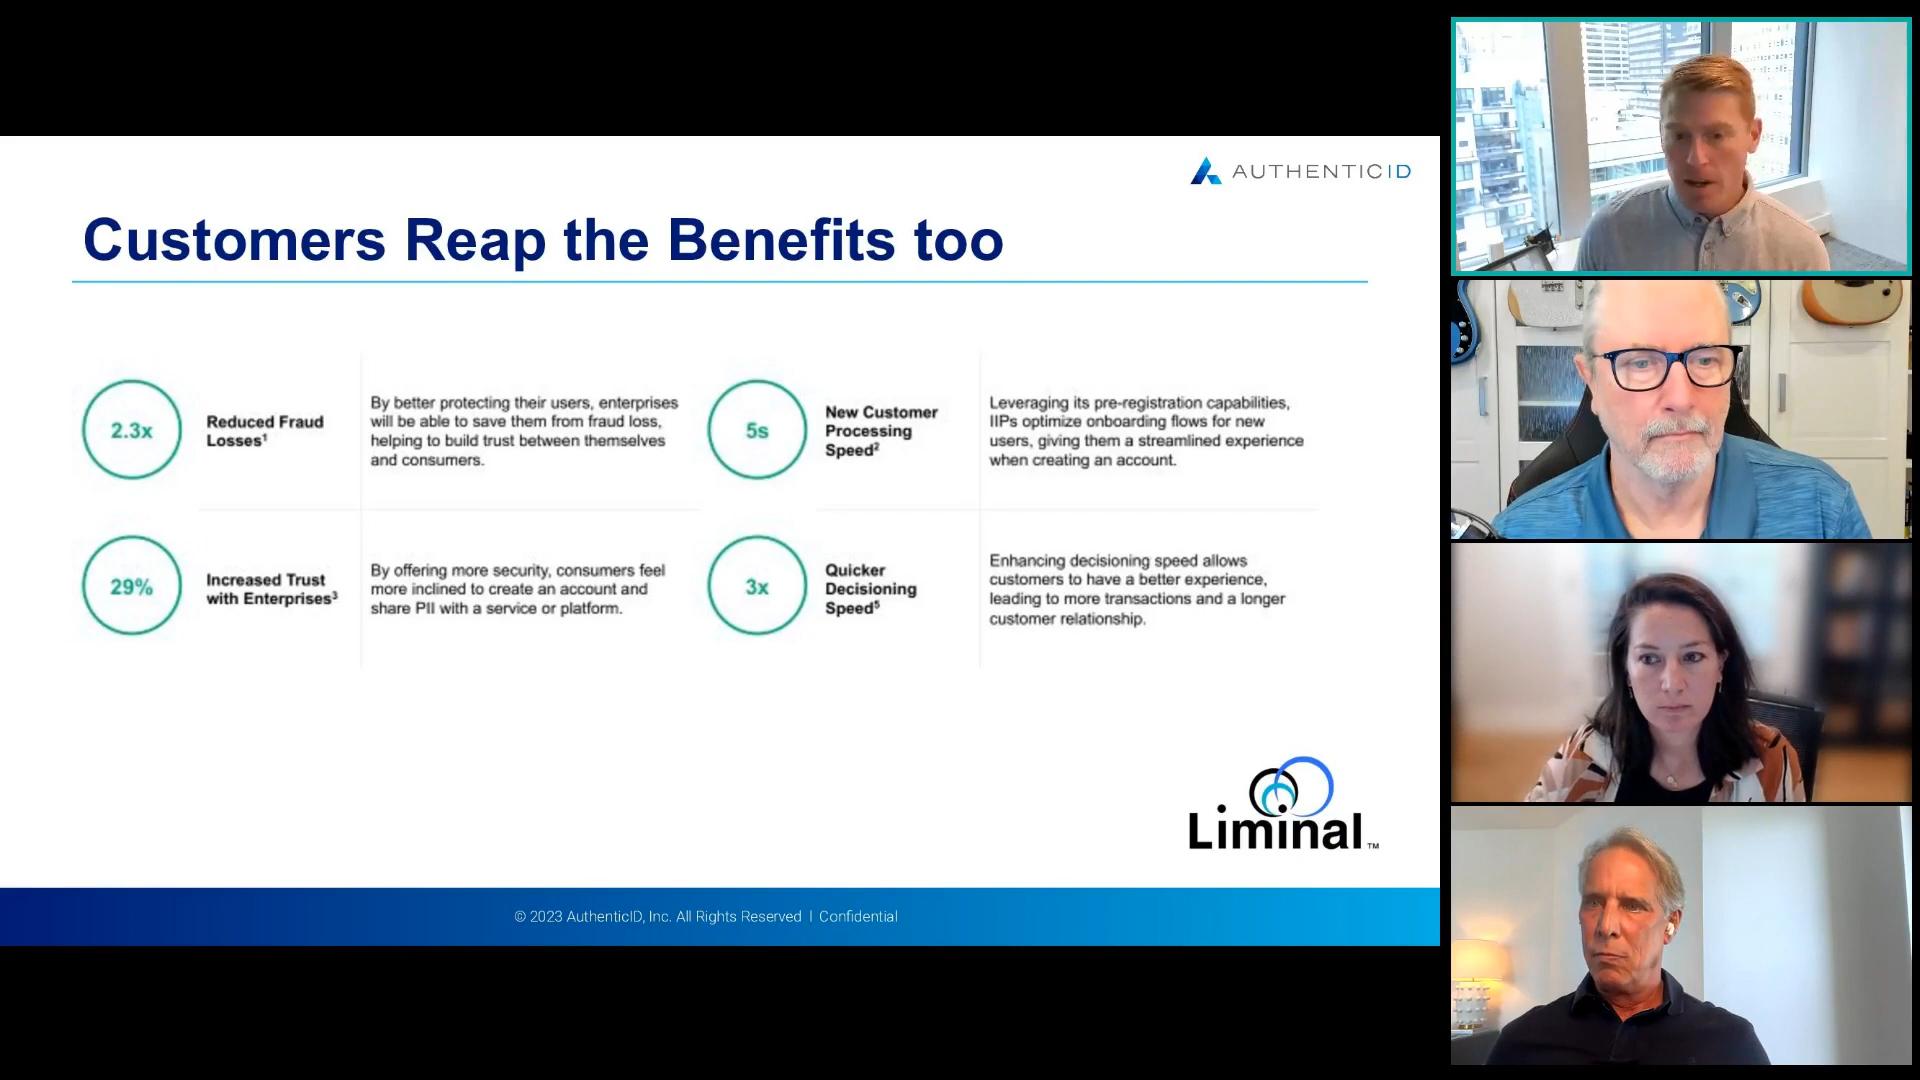 AUTHENTICID
Customers Reap the Benefits too
2.3x
Reduced Fraud
Losses¹
By better protecting their users, enterprises
will be able to save them from fraud loss,
helping to build trust between themselves
and consumers.
5s
New Customer
Processing
Speed²
Leveraging its pre-registration capabilities,
IIPs optimize onboarding flows for new
users, giving them a streamlined experience
when creating an account.
29%
Increased Trust
with Enterprises³
By offering more security, consumers feel
more inclined to create an account and
share PII with a service or platform.
3x
Quicker
Decisioning
Speed⁵
Enhancing decisioning speed allows
customers to have a better experience,
leading to more transactions and a longer
customer relationship.
Liminal™
© 2023 AuthenticID, Inc. All Rights Reserved | Confidential